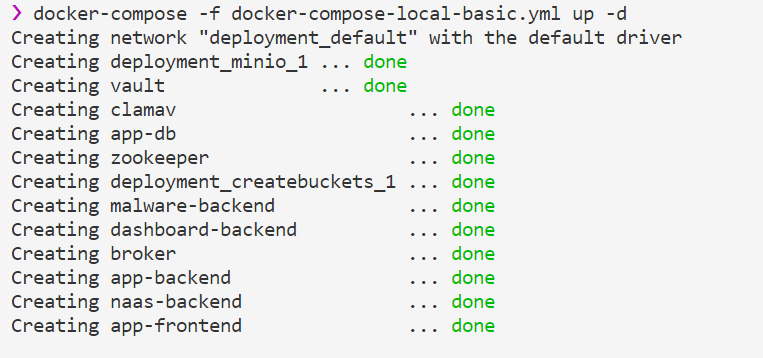 ❯ docker-compose -f docker-compose-local-basic.yml up -d
Creating network "deployment_default" with the default driver
Creating deployment_minio_1 ... done
Creating vault              ... done
Creating clamav                     ... done
Creating app-db                     ... done
Creating zookeeper                  ... done
Creating deployment_createbuckets_1 ... done
Creating malware-backend            ... done
Creating dashboard-backend          ... done
Creating broker                     ... done
Creating app-backend                ... done
Creating naas-backend               ... done
Creating app-frontend               ... done